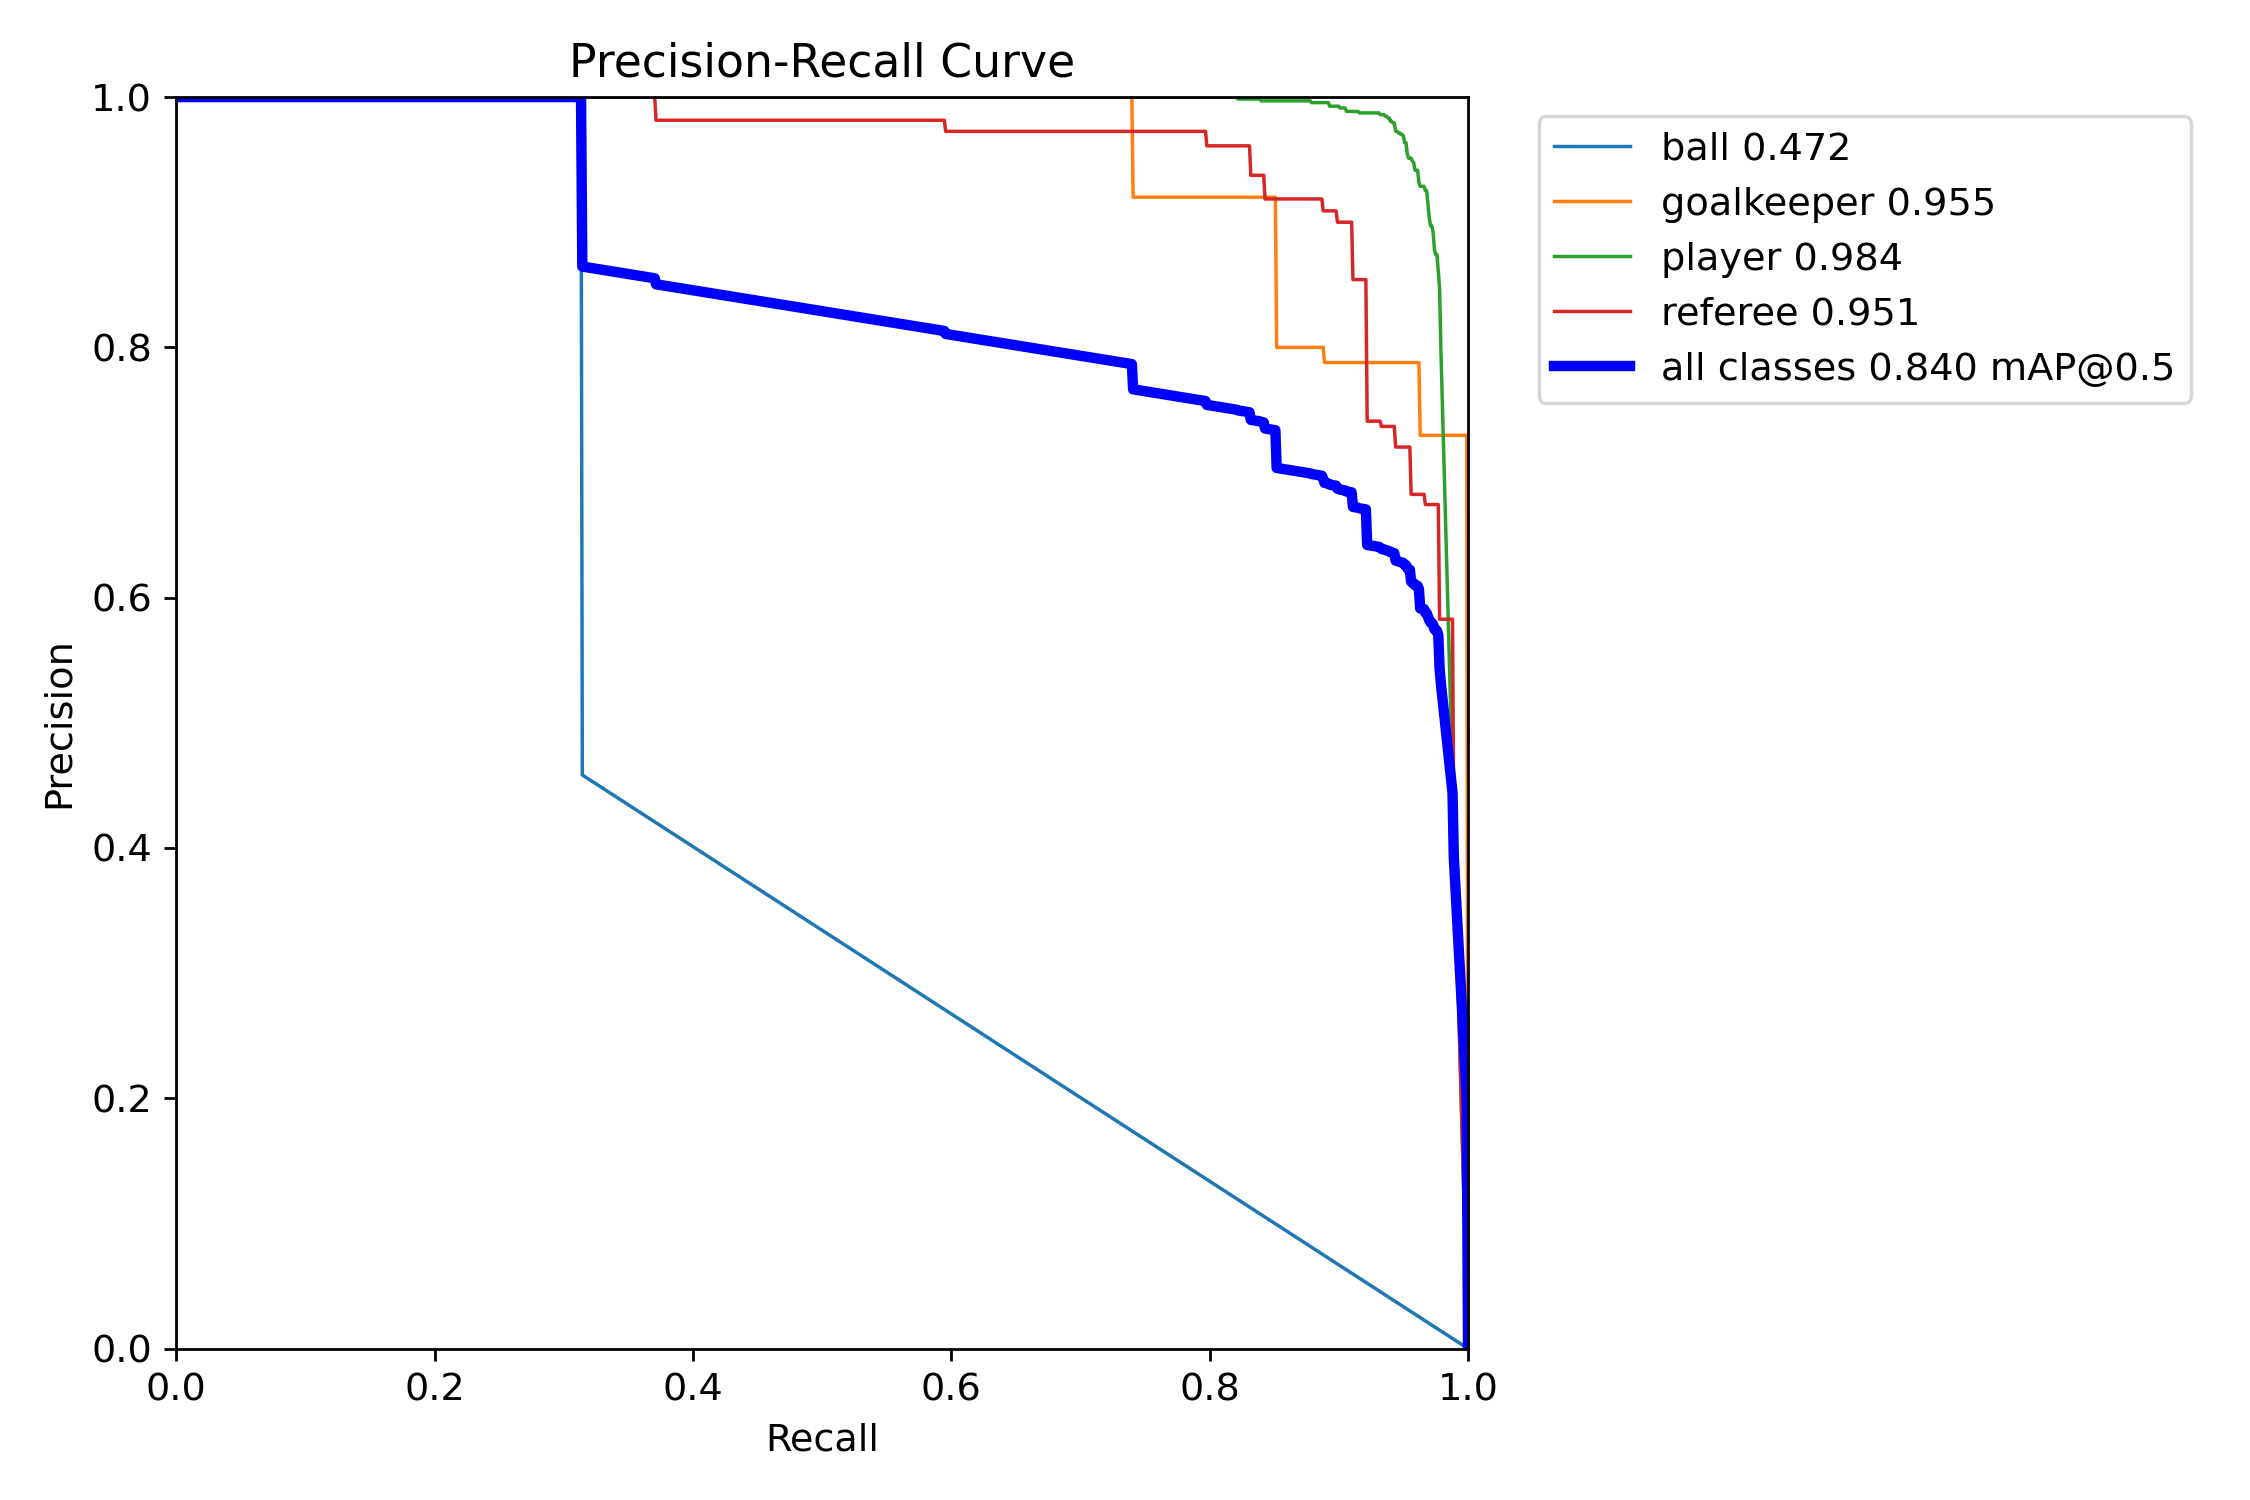 Precision-Recall Curve
1.0
0.8
0.6
0.4
0.2
0.0
Precision
0.0 0.2 0.4 0.6 0.8 1.0
Recall
ball 0.472
goalkeeper 0.955
player 0.984
referee 0.951
all classes 0.840 mAP@0.5